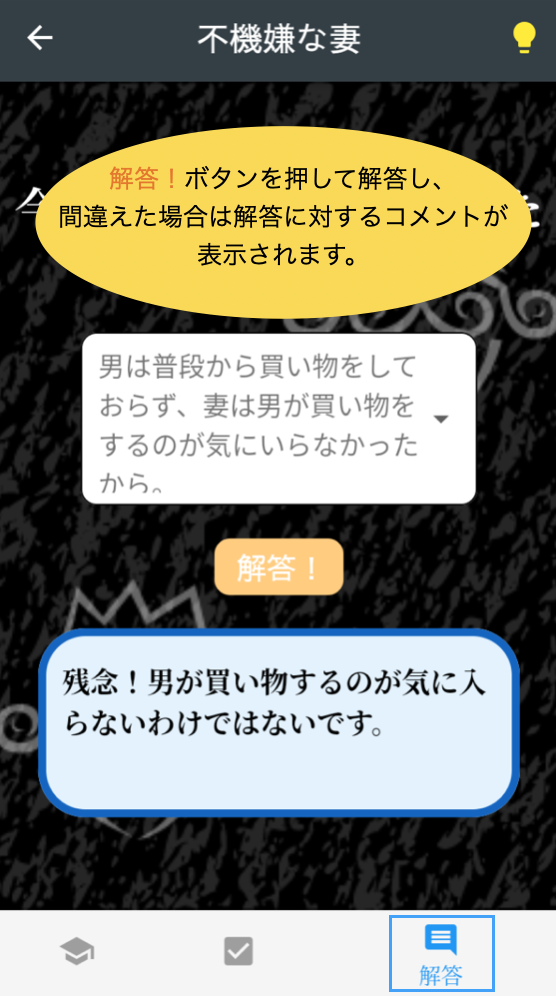 不機嫌な妻
解答！ボタンを押して解答し、
間違えた場合は解答に対するコメントが
表示されます。
男は普段から買い物をして
おらず、妻は男が買い物を
するのが気にいらなかった
から。
解答！
残念！男が買い物するのが気に入
らないわけではないです。
解答